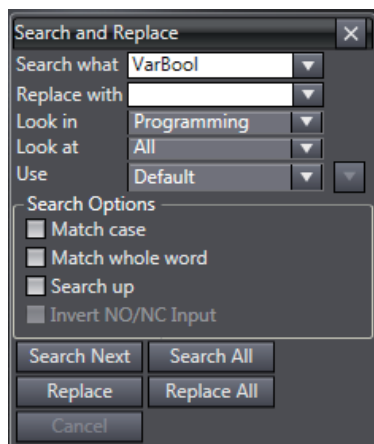 Search and Replace
Search what VarBool
Replace with
Look in Programming
Look at All
Use Default
Search Options
Match case
Match whole word
Search up
Invert NO/NC Input
Search Next Search All
Replace Replace All
Cancel